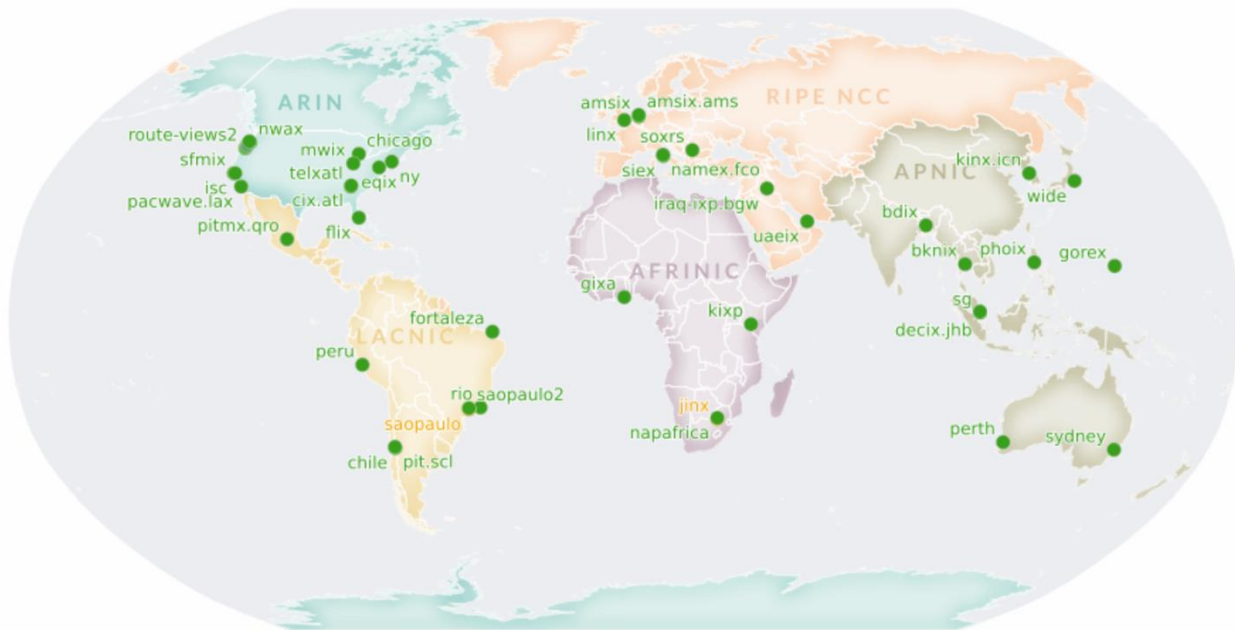 ARIN
RIPE NCC
amsix
amsix.ams
route-views2
nwax
linx
soxrs
mwix
chicago
sfmix
telxatl
eqix
ny
siex
namex.fco
kinx.icn
APNIC
isc
pacwave.lax
cix.atl
iraq-ixp.bgw
wide
pitmx.qro
flix
uaeix
bdix
bknix
phoix
gorex
AFRINIC
gixa
sg
kixp
decix.jhb
fortaleza
LACNIC
peru
rio
saopaulo2
saopaulo
jinx
napafrica
perth
sydney
chile
pit.scl